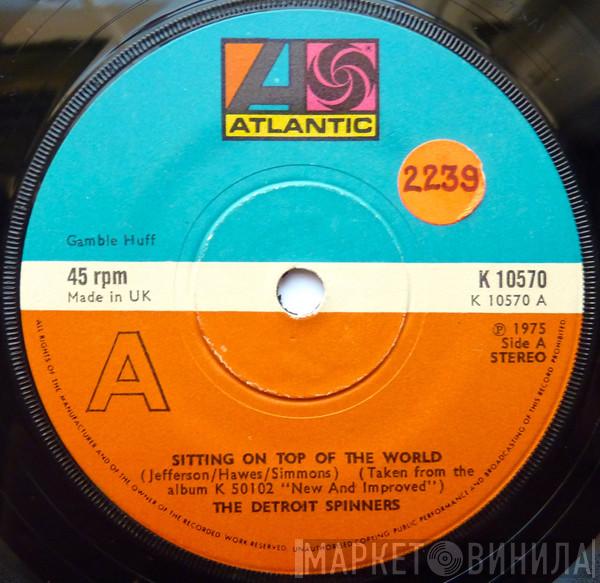 ATLANTIC
®
2239
Gamble Huff
45 rpm
Made in UK
K 10570
K 10570 A
℗ 1975
Side A
STEREO
A
SITTING ON TOP OF THE WORLD
(Jefferson/Hawes/Simmons) (Taken from the
album K 50102 "New And Improved")
THE DETROIT SPINNERS
ALL RIGHTS OF THE MANUFACTURER AND OF THE OWNER OF THE RECORDED WORK RESERVED. UNAUTHORISED COPYING PUBLIC PERFORMANCE AND BROADCASTING OF THIS RECORD PROHIBITED.
МАРКЕТ ВИНИЛА